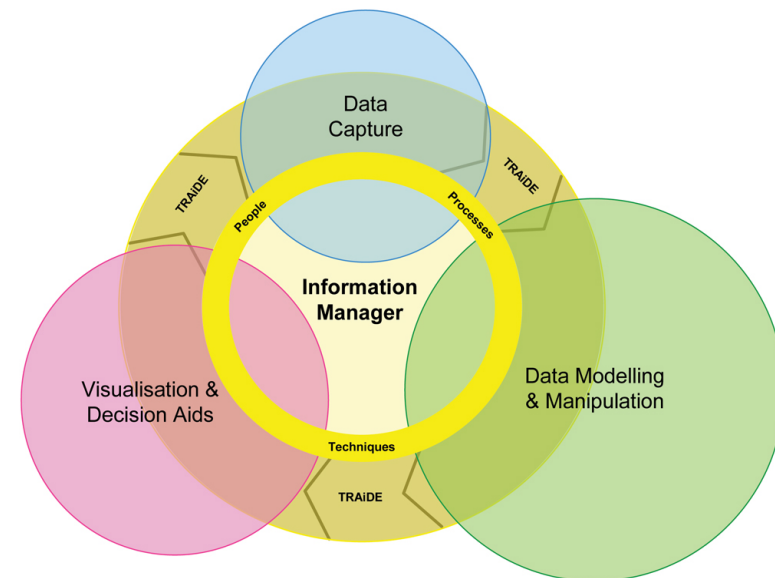 Data
Capture
TRAiDE
TRAiDE
People
Processes
Information
Manager
Visualisation &
Decision Aids
Data Modelling
& Manipulation
Techniques
TRAiDE